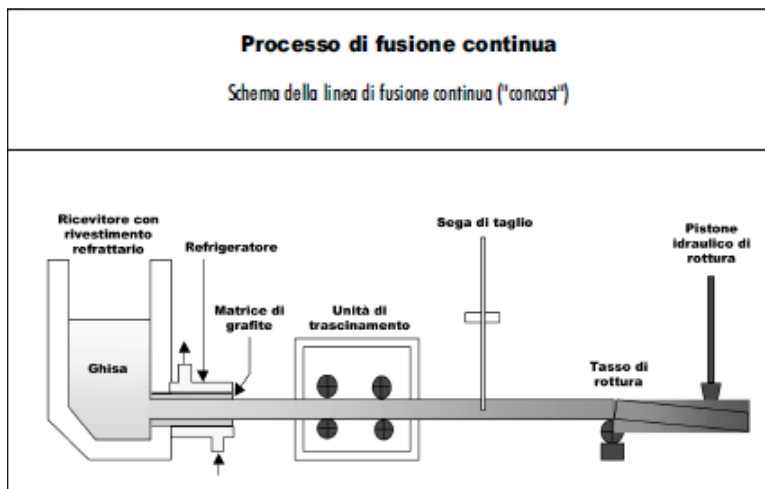 Processo di fusione continua
Schema della linea di fusione continua ("concast")
Ricevitore con
rivestimento
refrattario
Refrigeratore
Matrice di
grafite
Unità di
trascinamento
Sega di taglio
Pistone
idraulico di
rottura
Ghisa
Tasso di
rottura